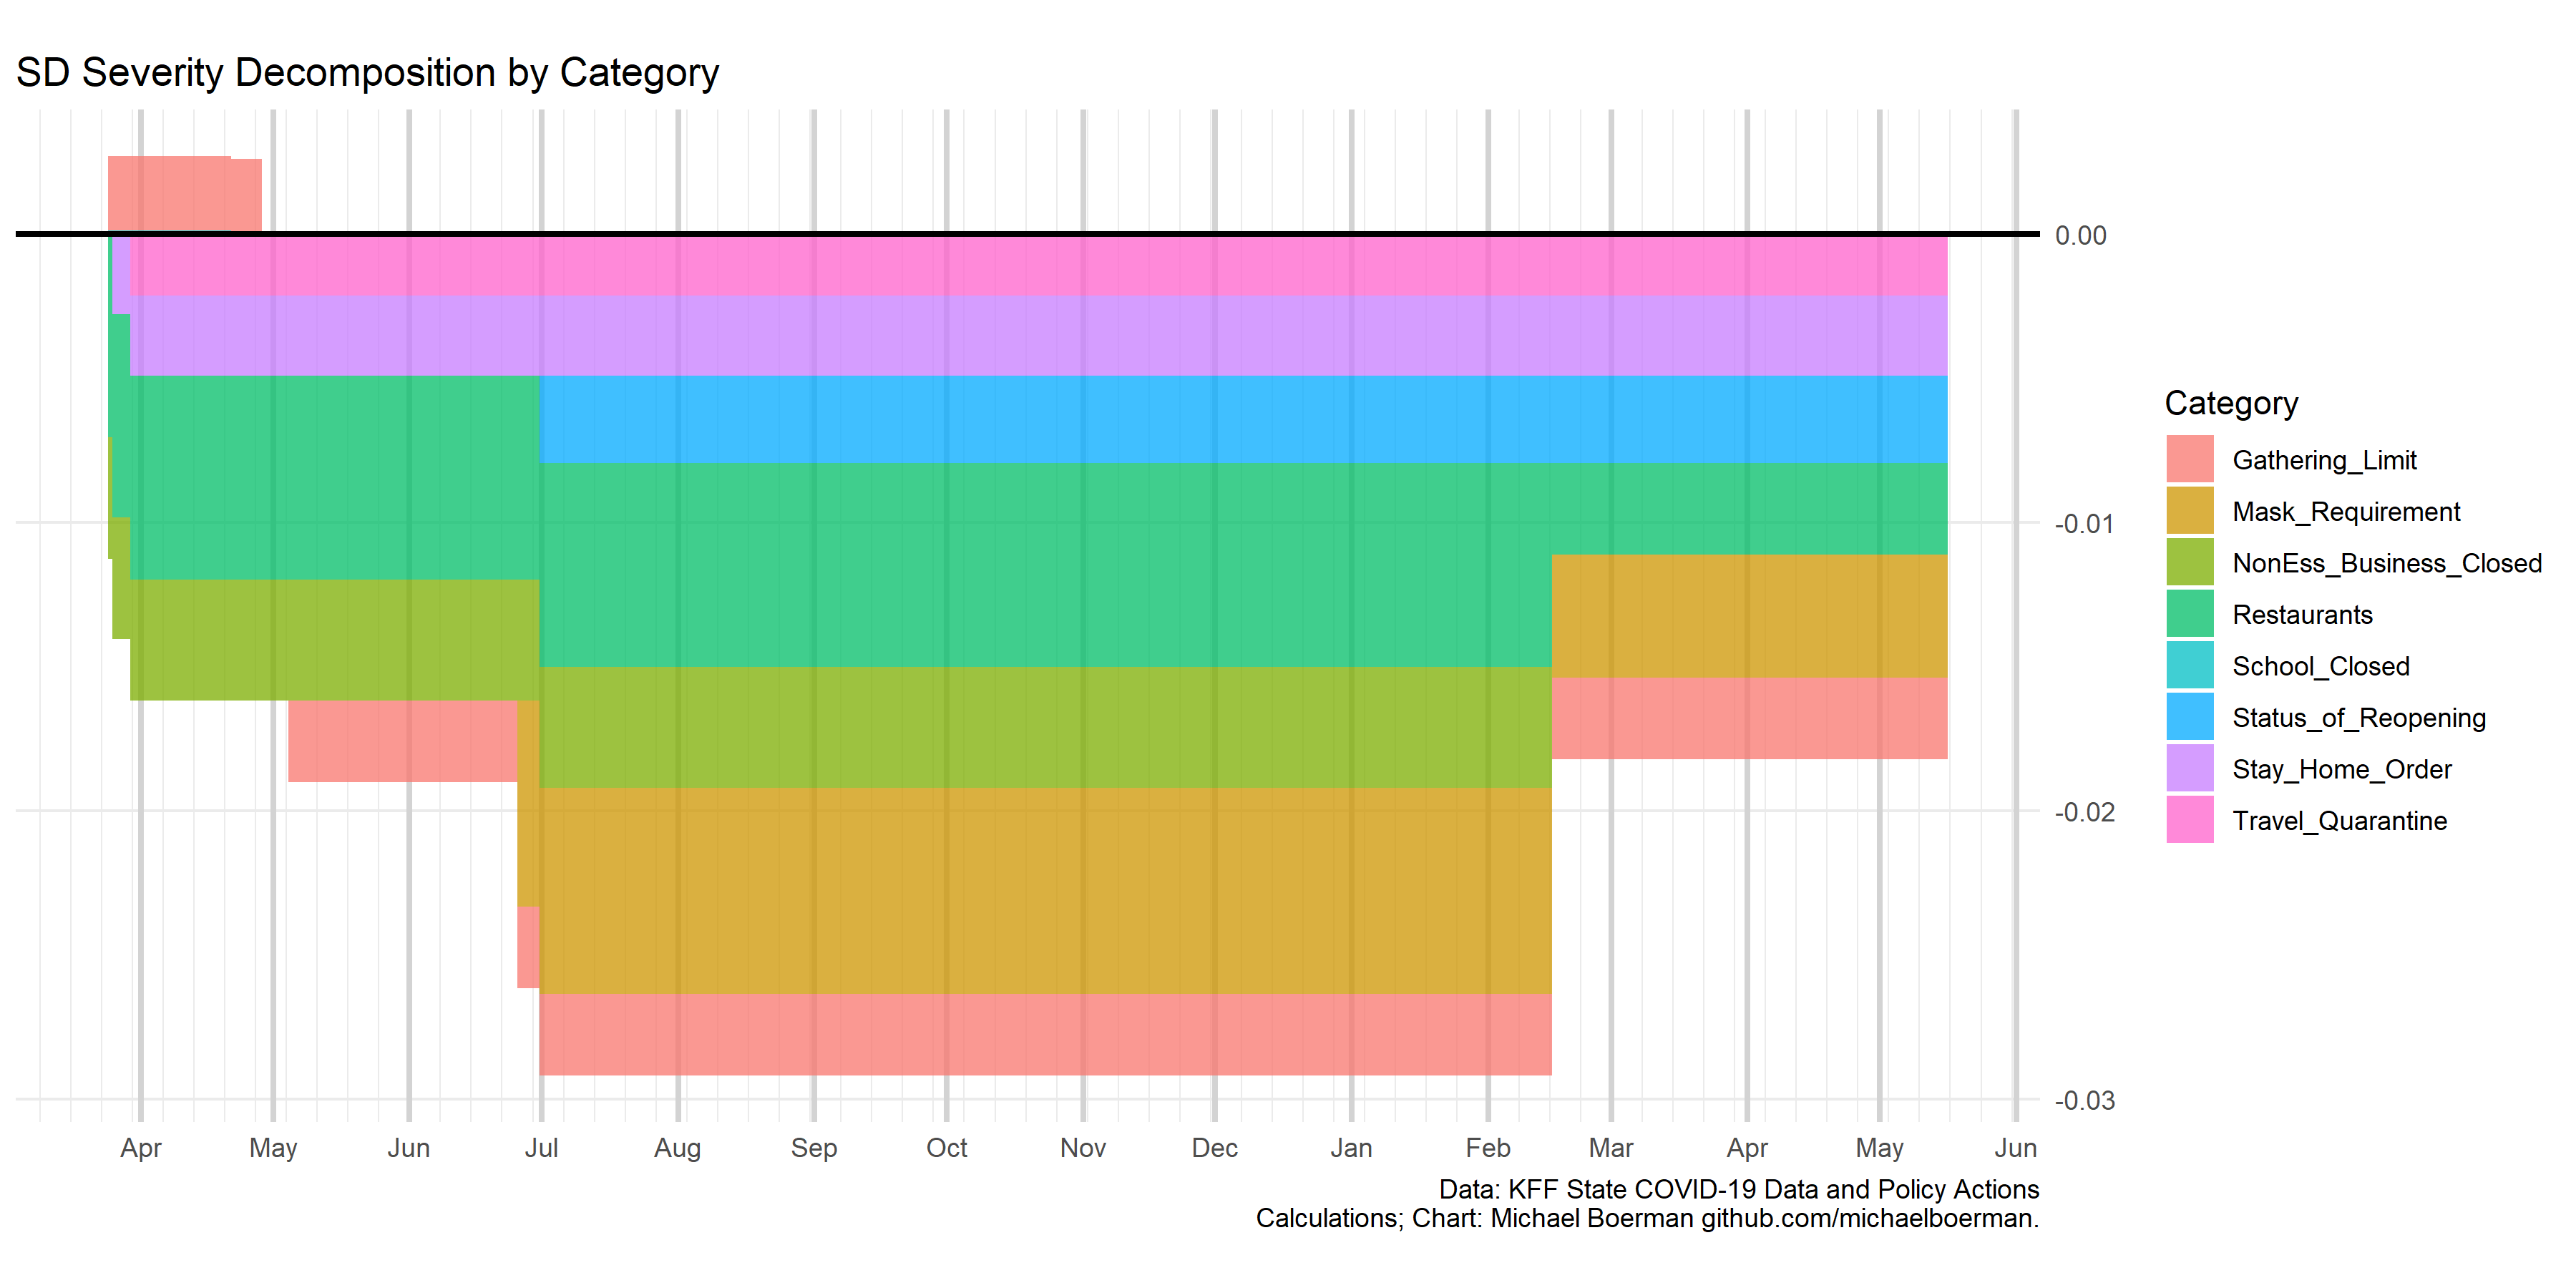 SD Severity Decomposition by Category
0.00
-0.01
-0.02
-0.03
Apr May Jun Jul Aug Sep Oct Nov Dec Jan Feb Mar Apr May Jun
Category
Gathering_Limit
Mask_Requirement
NonEss_Business_Closed
Restaurants
School_Closed
Status_of_Reopening
Stay_Home_Order
Travel_Quarantine
Data: KFF State COVID-19 Data and Policy Actions
Calculations; Chart: Michael Boerman github.com/michaelboerman.